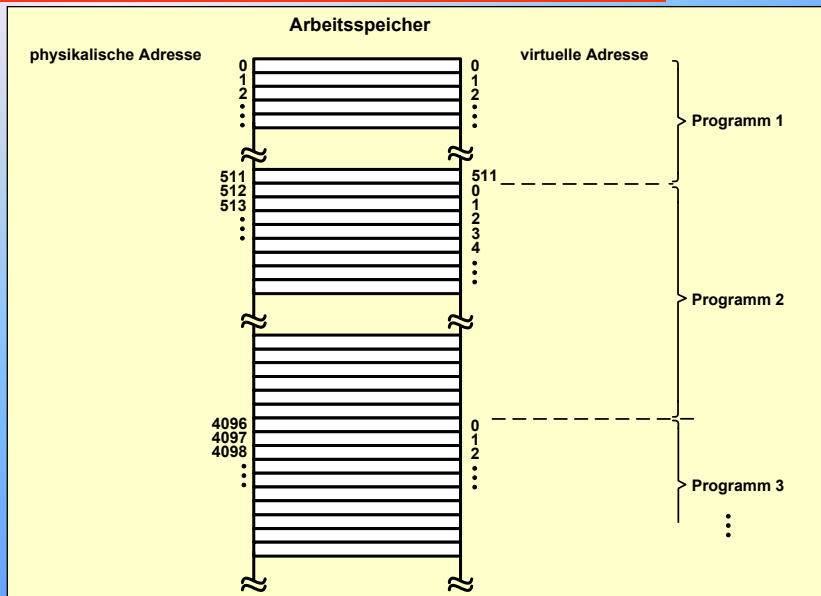 Arbeitsspeicher
physikalische Adresse
virtuelle Adresse
0 0
1 1
2 2
Programm 1
511 511
512 0
513 1
2
3
4
Programm 2
4096 0
4097 1
4098 2
Programm 3